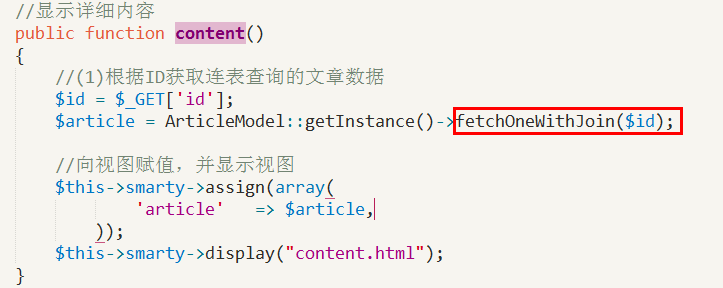 //显示详细内容
public function content()
{
    //(1)根据ID获取连表查询的文章数据
    $id = $_GET['id'];
    $article = ArticleModel::getInstance()->fetchOneWithJoin($id);
    //向视图赋值，并显示视图
    $this->smarty->assign(array(
            'article'   => $article,
        ));
    $this->smarty->display("content.html");
}